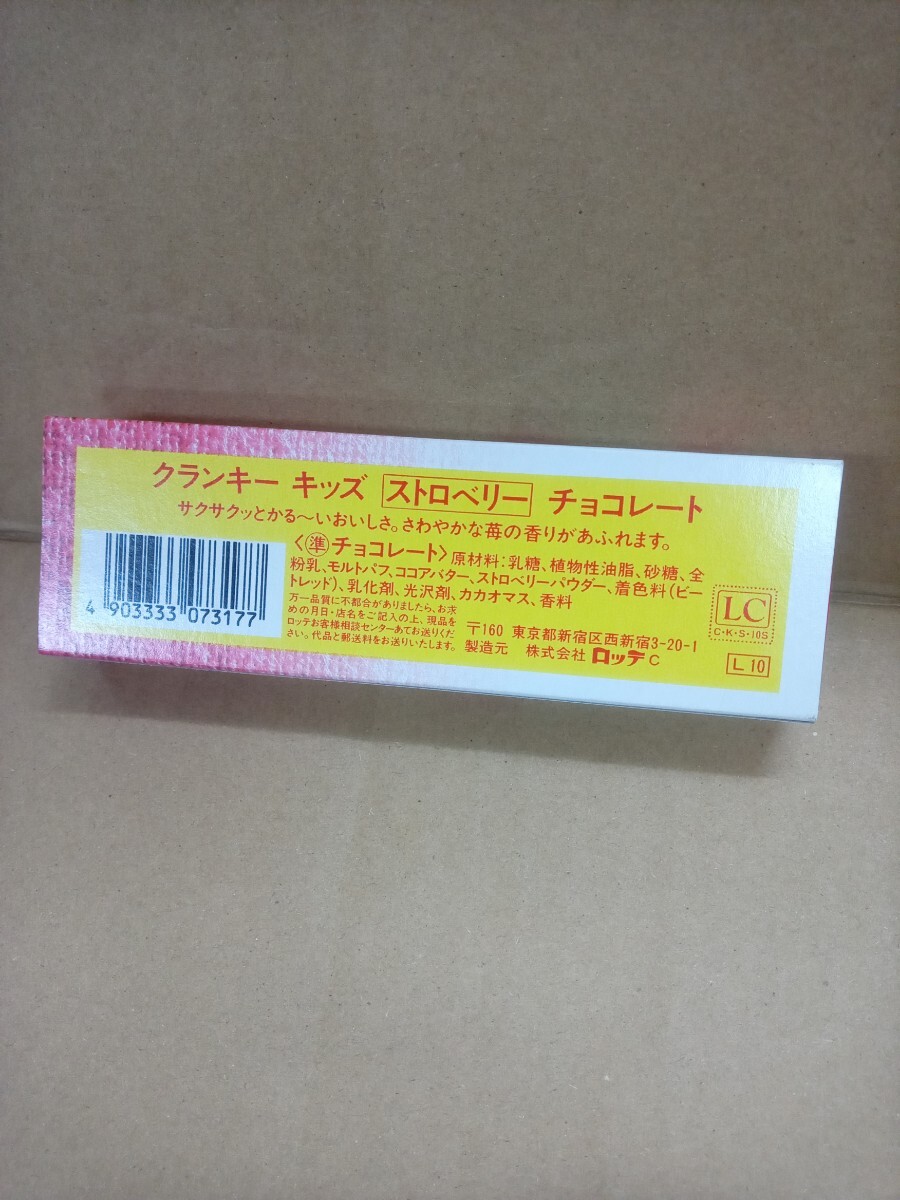 クランキー キッズ ストロベリー チョコレート
サクサクッとかる〜いおいしさ。さわやかな苺の香りがあふれます。
〈準チョコレート〉原材料:乳糖、植物性油脂、砂糖、全
粉乳、モルトパフ、ココアバター、ストロベリーパウダー、着色料(ビー
トレッド)、乳化剤、光沢剤、カカオマス、香料
万一品質に不都合がありましたら、お求
めの月日・店名をご記入の上、現品を
ロッテお客様相談センターあてお送りくだ
さい。代品と郵送料をお送りいたします。
〒160 東京都新宿区西新宿3-20-1
製造元 株式会社 ロッテ C
4 903333 073177
LC
C・K・S・10S
L 10